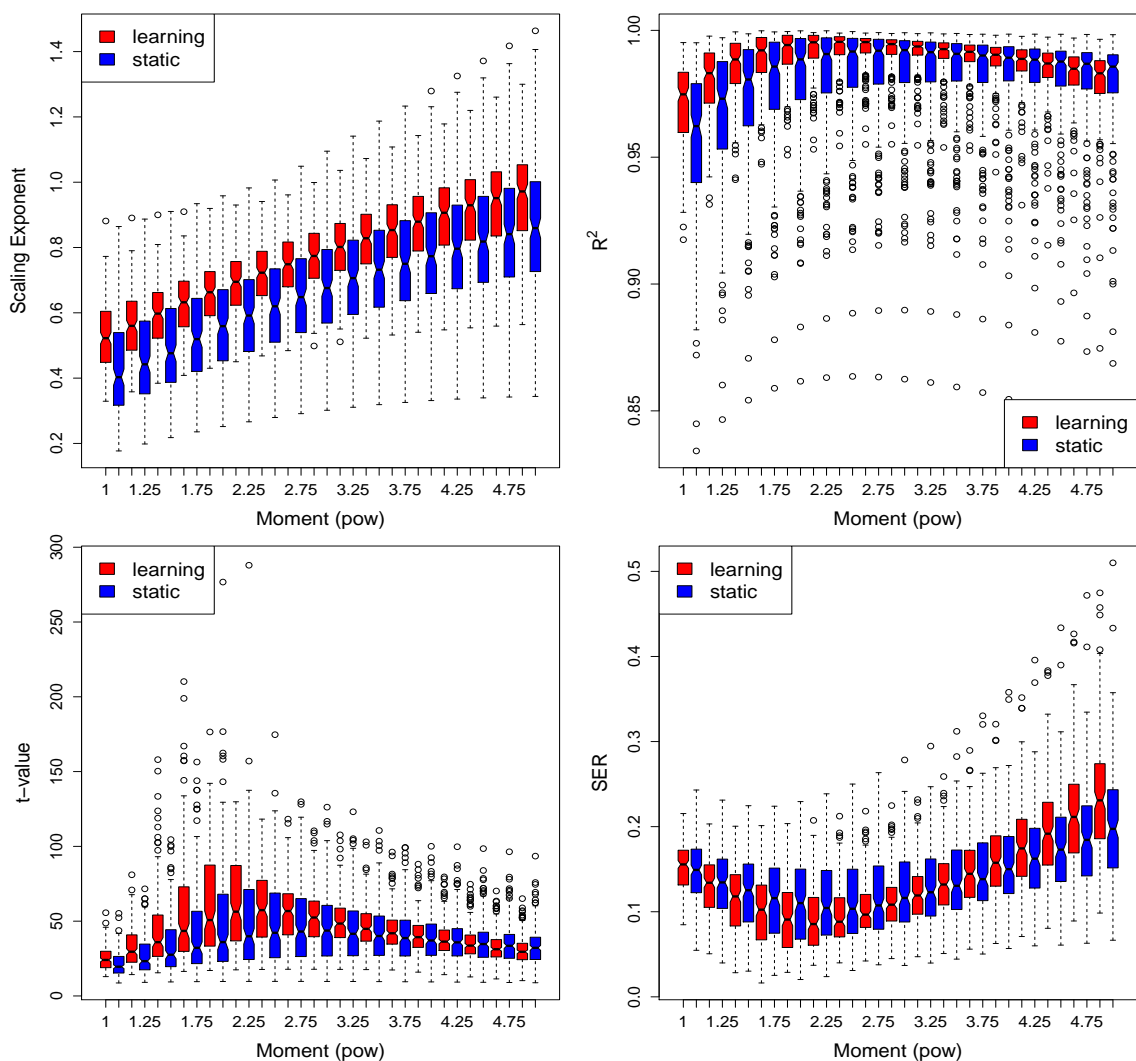 learning
static
Scaling Exponent
1.4
1.2
1.0
0.8
0.6
0.4
0.2
1 1.25 1.75 2.25 2.75 3.25 3.75 4.25 4.75
Moment (pow)
R²
1.00
0.95
0.90
0.85
learning
static
1 1.25 1.75 2.25 2.75 3.25 3.75 4.25 4.75
Moment (pow)
learning
static
t−value
300
250
200
150
100
50
0
1 1.25 1.75 2.25 2.75 3.25 3.75 4.25 4.75
Moment (pow)
learning
static
SER
0.5
0.4
0.3
0.2
0.1
0.0
1 1.25 1.75 2.25 2.75 3.25 3.75 4.25 4.75
Moment (pow)